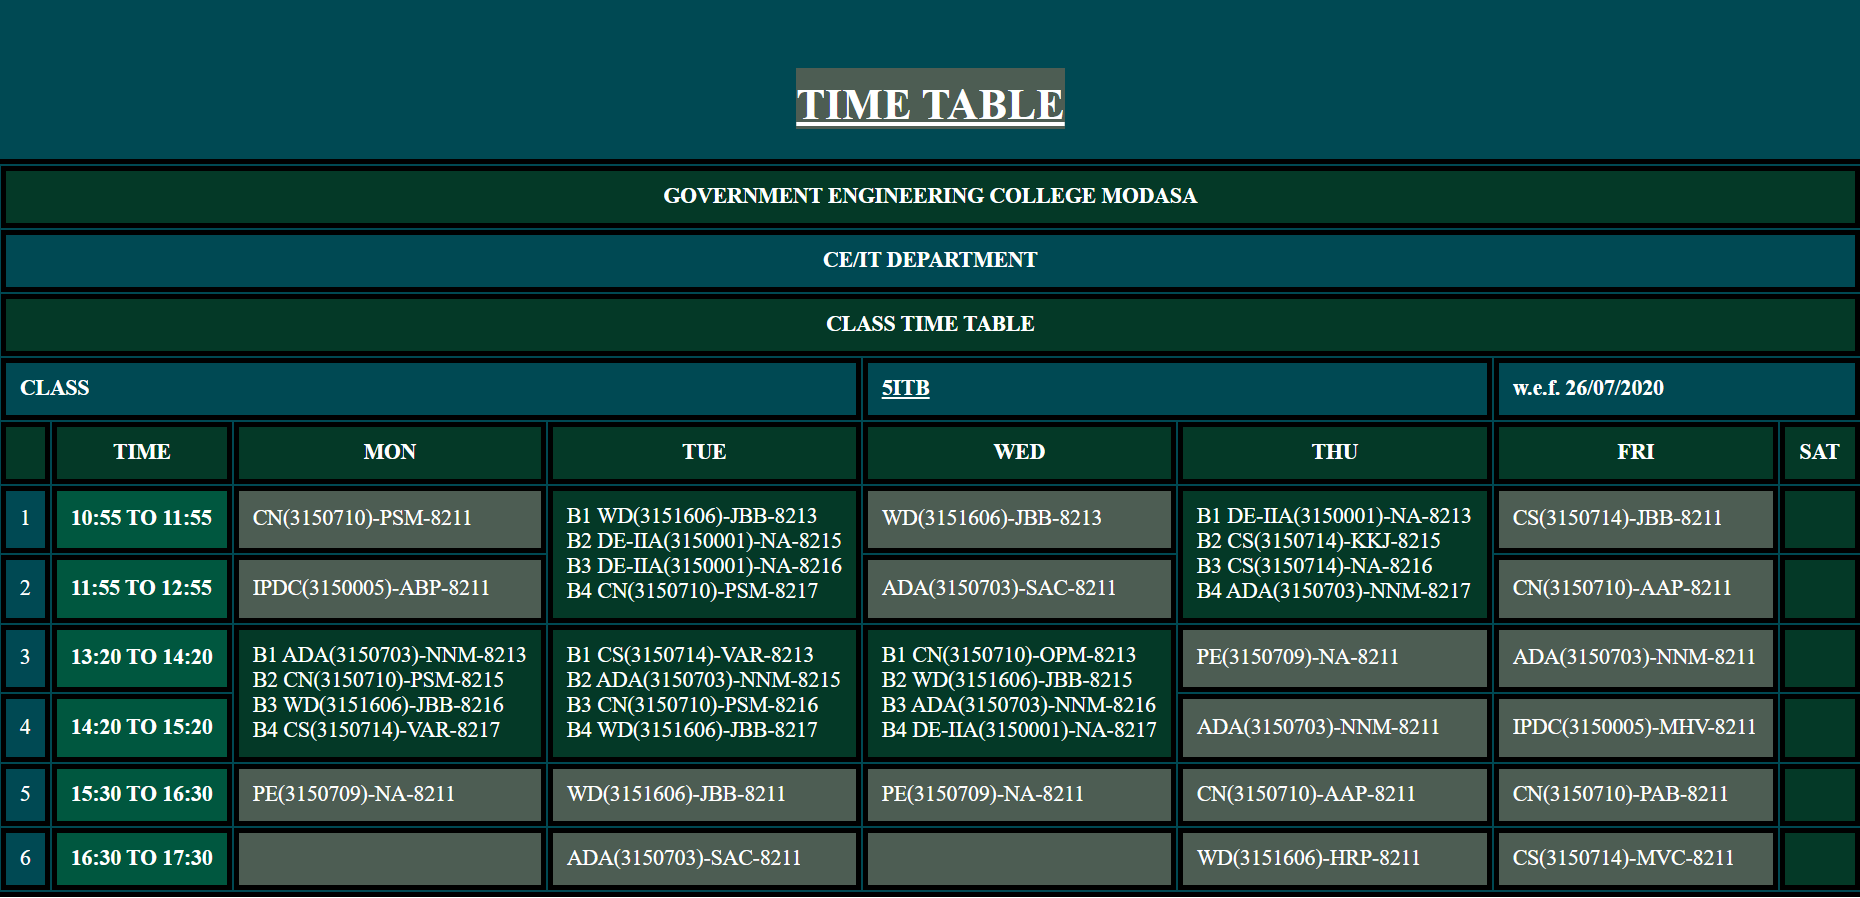 TIME TABLE
GOVERNMENT ENGINEERING COLLEGE MODASA
CE/IT DEPARTMENT
CLASS TIME TABLE
CLASS 5ITB w.e.f. 26/07/2020
TIME MON TUE WED THU FRI SAT
1 10:55 TO 11:55
CN(3150710)-PSM-8211
B1 WD(3151606)-JBB-8213
B2 DE-IIA(3150001)-NA-8215
B3 DE-IIA(3150001)-NA-8216
B4 CN(3150710)-PSM-8217
WD(3151606)-JBB-8213
B1 DE-IIA(3150001)-NA-8213
B2 CS(3150714)-KKJ-8215
B3 CS(3150714)-NA-8216
B4 ADA(3150703)-NNM-8217
CS(3150714)-JBB-8211
2 11:55 TO 12:55
IPDC(3150005)-ABP-8211
ADA(3150703)-SAC-8211
CN(3150710)-AAP-8211
3 13:20 TO 14:20
B1 ADA(3150703)-NNM-8213
B2 CN(3150710)-PSM-8215
B3 WD(3151606)-JBB-8216
B4 CS(3150714)-VAR-8217
B1 CS(3150714)-VAR-8213
B2 ADA(3150703)-NNM-8215
B3 CN(3150710)-PSM-8216
B4 WD(3151606)-JBB-8217
B1 CN(3150710)-OPM-8213
B2 WD(3151606)-JBB-8215
B3 ADA(3150703)-NNM-8216
B4 DE-IIA(3150001)-NA-8217
PE(3150709)-NA-8211
ADA(3150703)-NNM-8211
4 14:20 TO 15:20
ADA(3150703)-NNM-8211
IPDC(3150005)-MHV-8211
5 15:30 TO 16:30
PE(3150709)-NA-8211
WD(3151606)-JBB-8211
PE(3150709)-NA-8211
CN(3150710)-AAP-8211
CN(3150710)-PAB-8211
6 16:30 TO 17:30
ADA(3150703)-SAC-8211
WD(3151606)-HRP-8211
CS(3150714)-MVC-8211